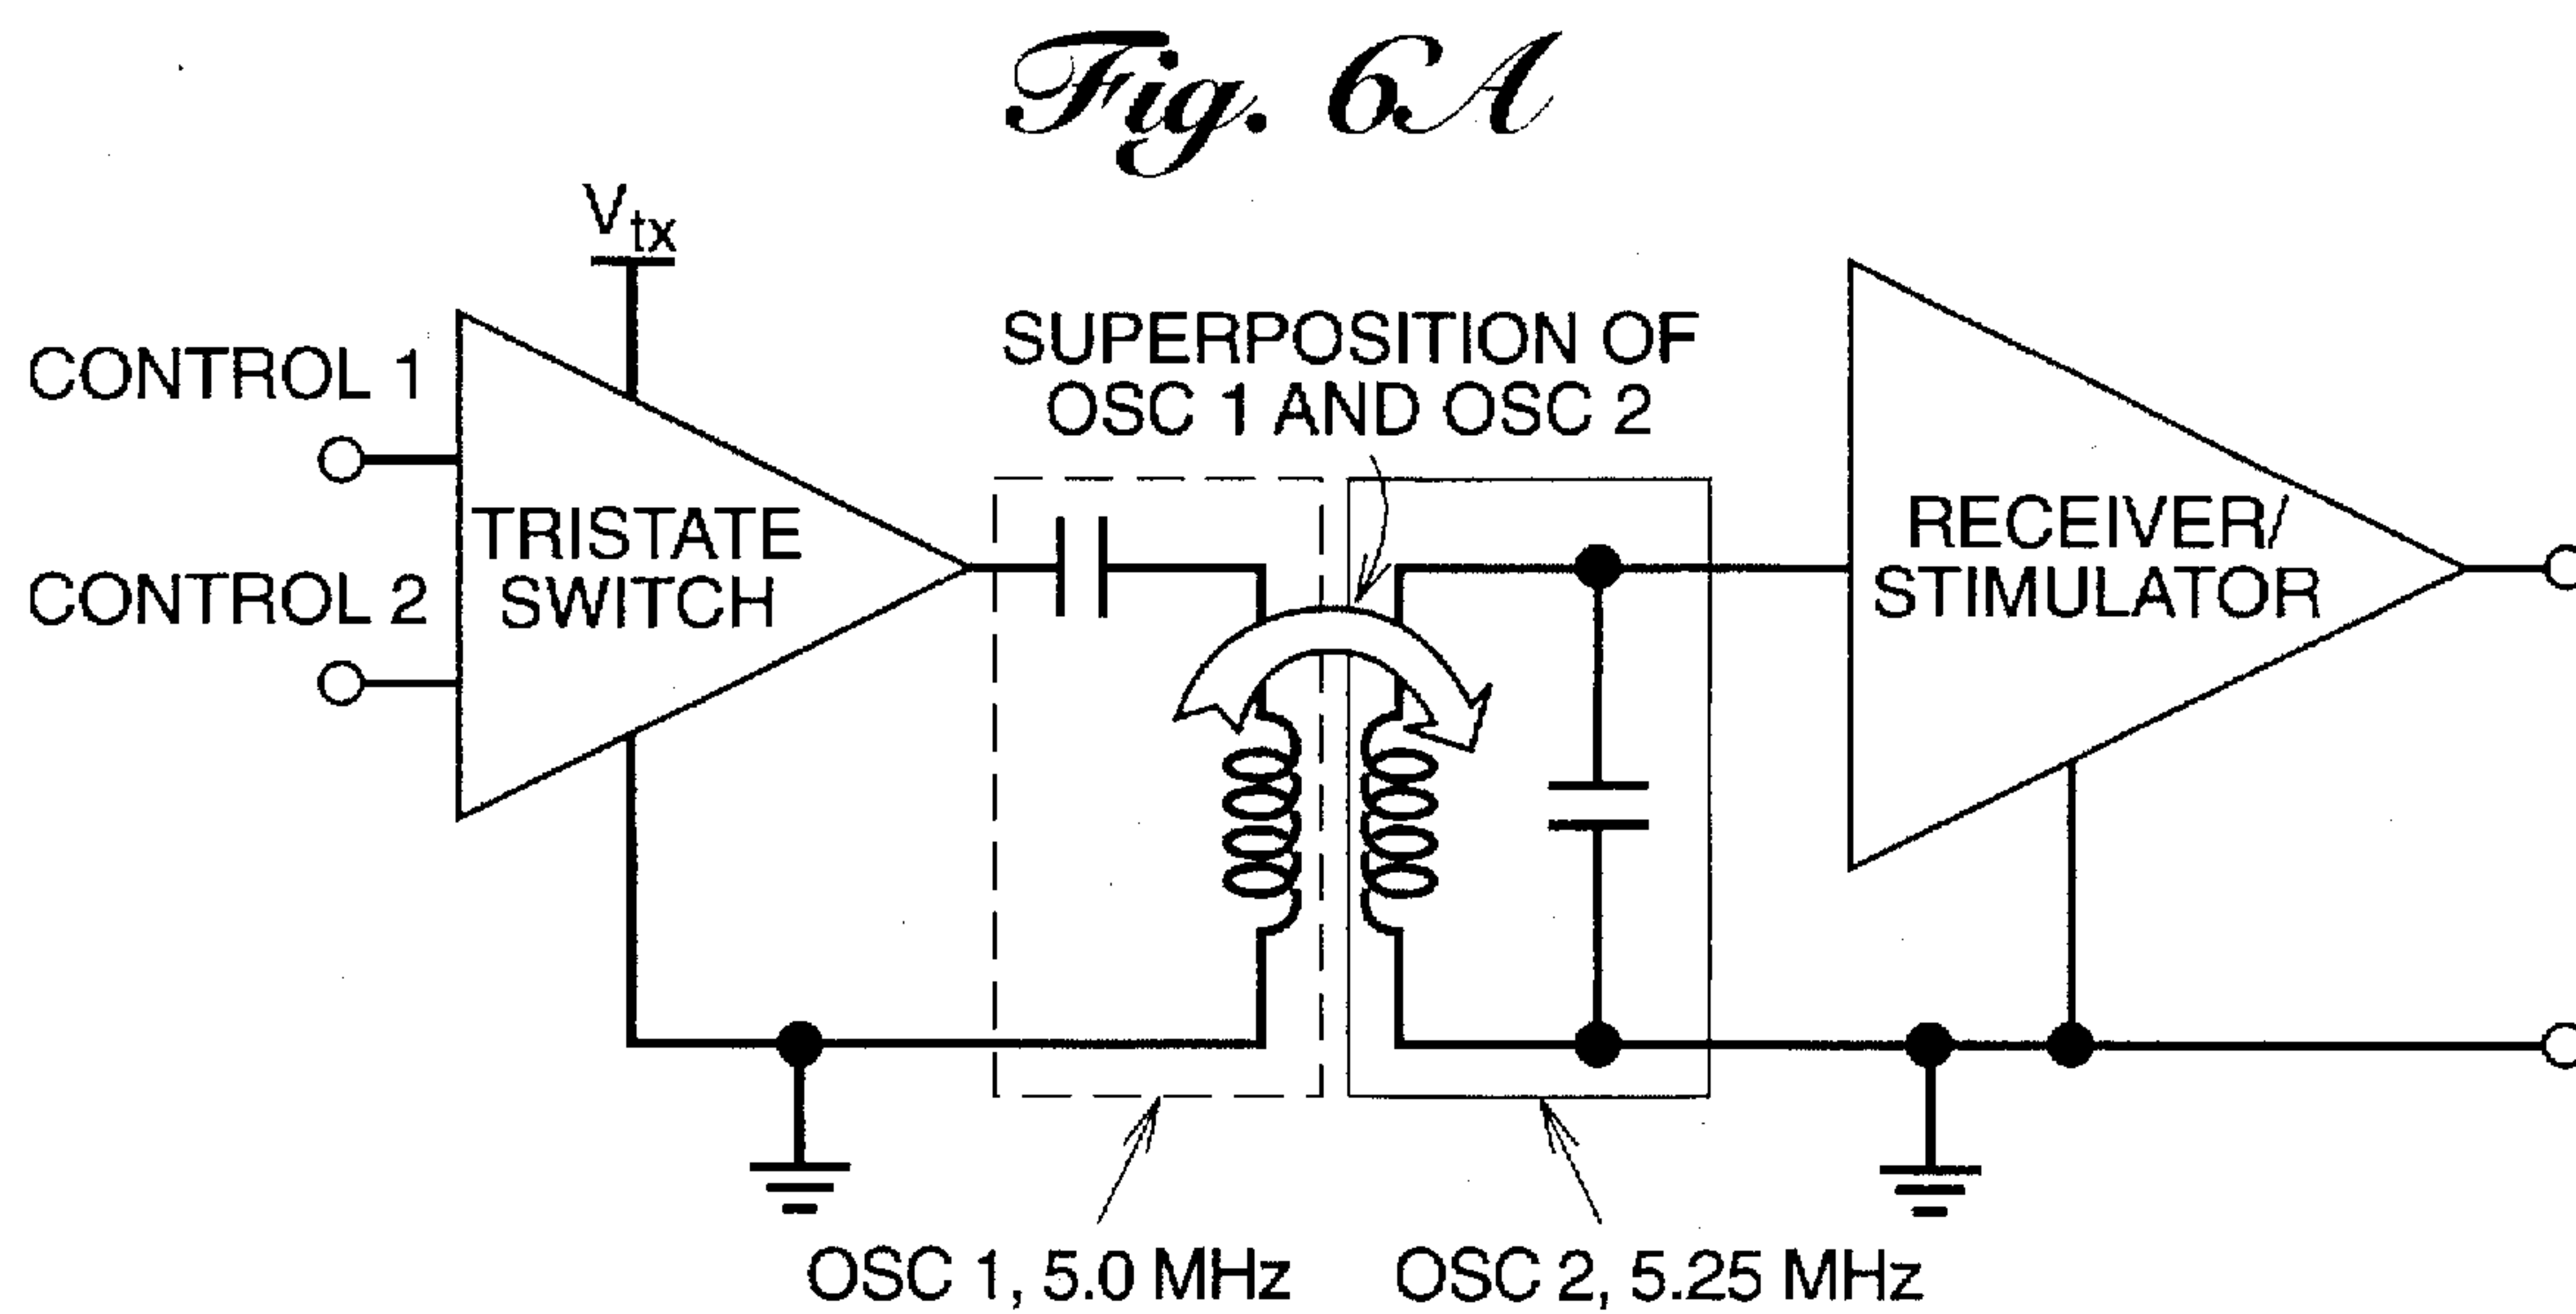 Fig. 6A
Vtx
CONTROL 1
CONTROL 2
TRISTATE
SWITCH
SUPERPOSITION OF
OSC 1 AND OSC 2
RECEIVER/
STIMULATOR
OSC 1, 5.0 MHz
OSC 2, 5.25 MHz